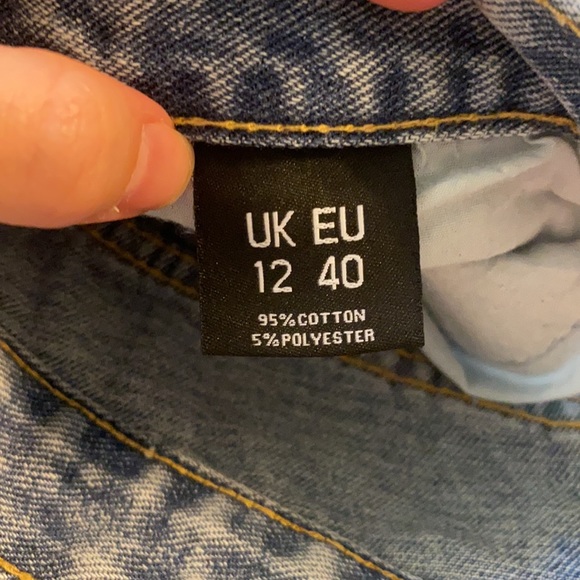 UK EU
12 40
95%COTTON
5%POLYESTER